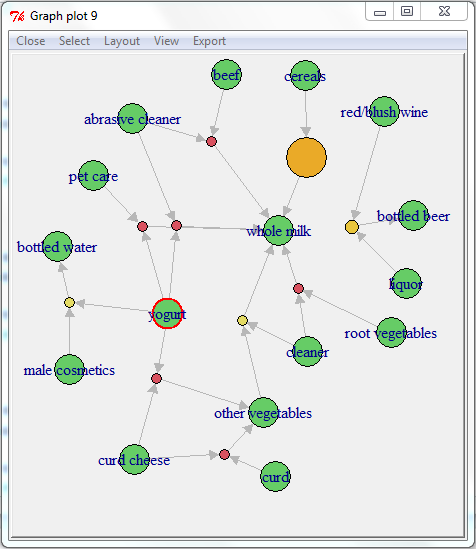 Graph plot 9
Close Select Layout View Export
beef
cereals
abrasive cleaner
red/blush wine
pet care
bottled beer
whole milk
bottled water
liquor
yogurt
root vegetables
cleaner
male cosmetics
other vegetables
curd cheese
curd